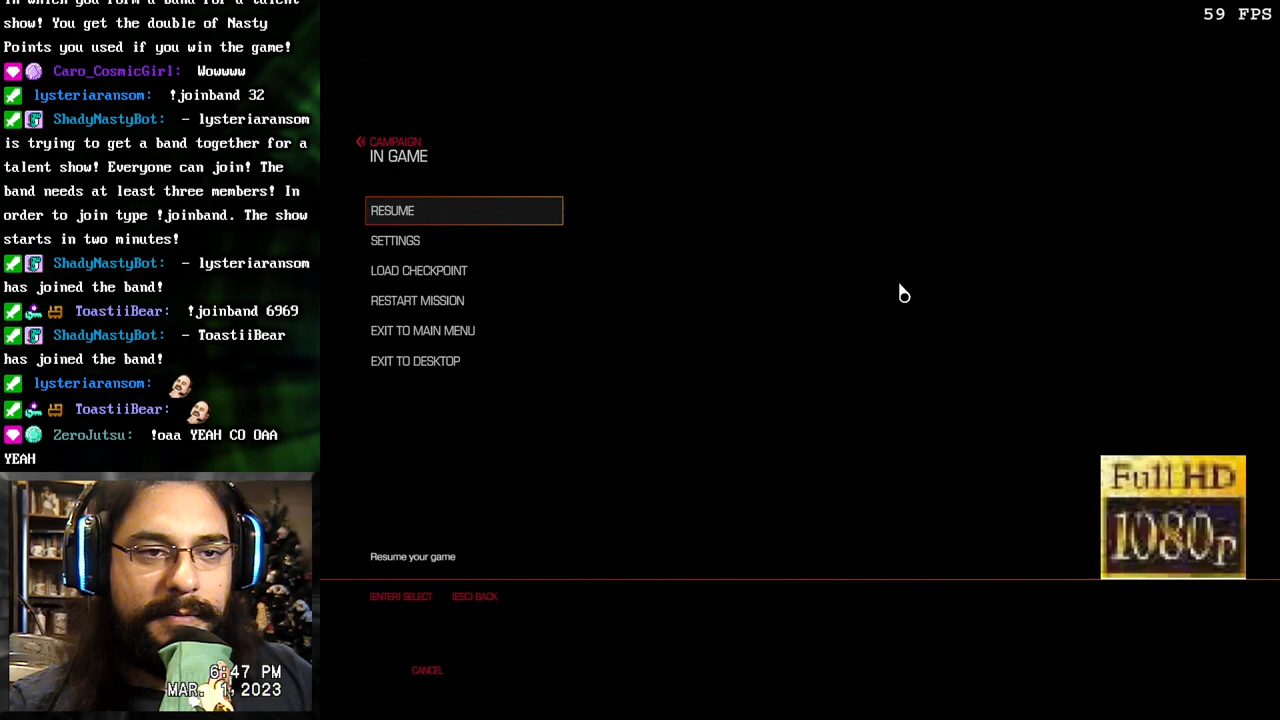 in which you form a band for a talent
show! You get the double of Nasty
Points you used if you win the game!
Caro_CosmicGirl: Wowwww
lysteriaransom: !joinband 32
ShadyNastyBot: - lysteriaransom
is trying to get a band together for a
talent show! Everyone can join! The
band needs at least three members! In
order to join type !joinband. The show
starts in two minutes!
ShadyNastyBot: - lysteriaransom
has joined the band!
ToastiiBear: !joinband 6969
ShadyNastyBot: - ToastiiBear
has joined the band!
lysteriaransom:
ToastiiBear:
ZeroJutsu: !oaa YEAH CO OAA
YEAH
6:47 PM
MAR. 1, 2023
59 FPS
CAMPAIGN
IN GAME
RESUME
SETTINGS
LOAD CHECKPOINT
RESTART MISSION
EXIT TO MAIN MENU
EXIT TO DESKTOP
Full HD
1080p
Resume your game
[ENTER] SELECT [ESC] BACK
CANCEL